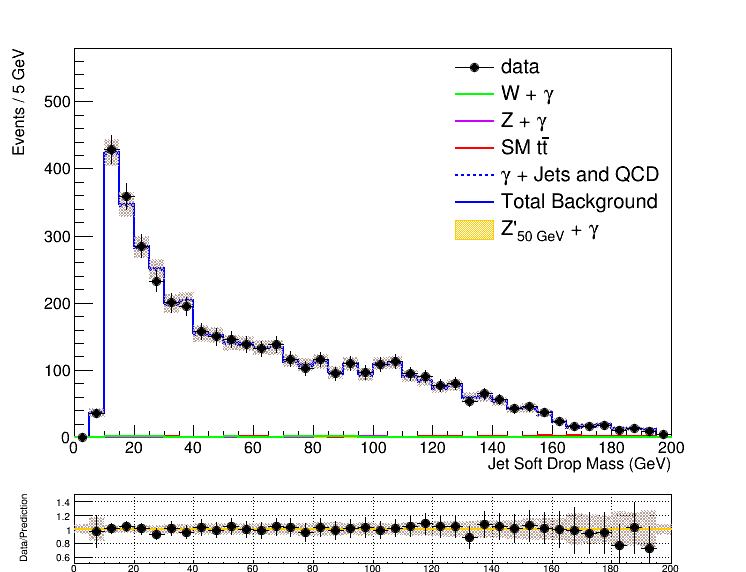 Events / 5 GeV
500
400
300
200
100
0
data
W + γ
Z + γ
SM tt̄
γ + Jets and QCD
Total Background
Z'50 GeV + γ
0 20 40 60 80 100 120 140 160 180 200
Jet Soft Drop Mass (GeV)
Data/Prediction
1.4
1.2
1
0.8
0.6
0 20 40 60 80 100 120 140 160 180 200